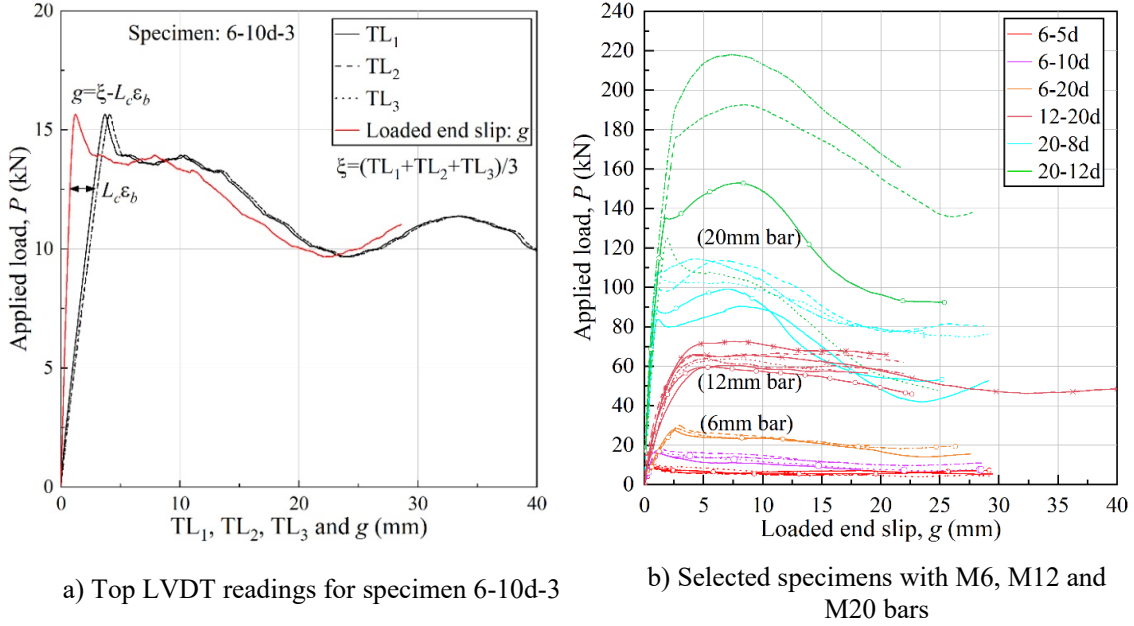 Specimen: 6-10d-3
g=ξ-L_cε_b
L_cε_b
TL₁
TL₂
TL₃
Loaded end slip: g
ξ=(TL₁+TL₂+TL₃)/3
20
15
10
5
0
Applied load, P (kN)
0 10 20 30 40
TL₁, TL₂, TL₃ and g (mm)
a) Top LVDT readings for specimen 6-10d-3
6-5d
6-10d
6-20d
12-20d
20-8d
20-12d
(20mm bar)
(12mm bar)
(6mm bar)
240
220
200
180
160
140
120
100
80
60
40
20
0
Applied load, P (kN)
0 5 10 15 20 25 30 35 40
Loaded end slip, g (mm)
b) Selected specimens with M6, M12 and
M20 bars